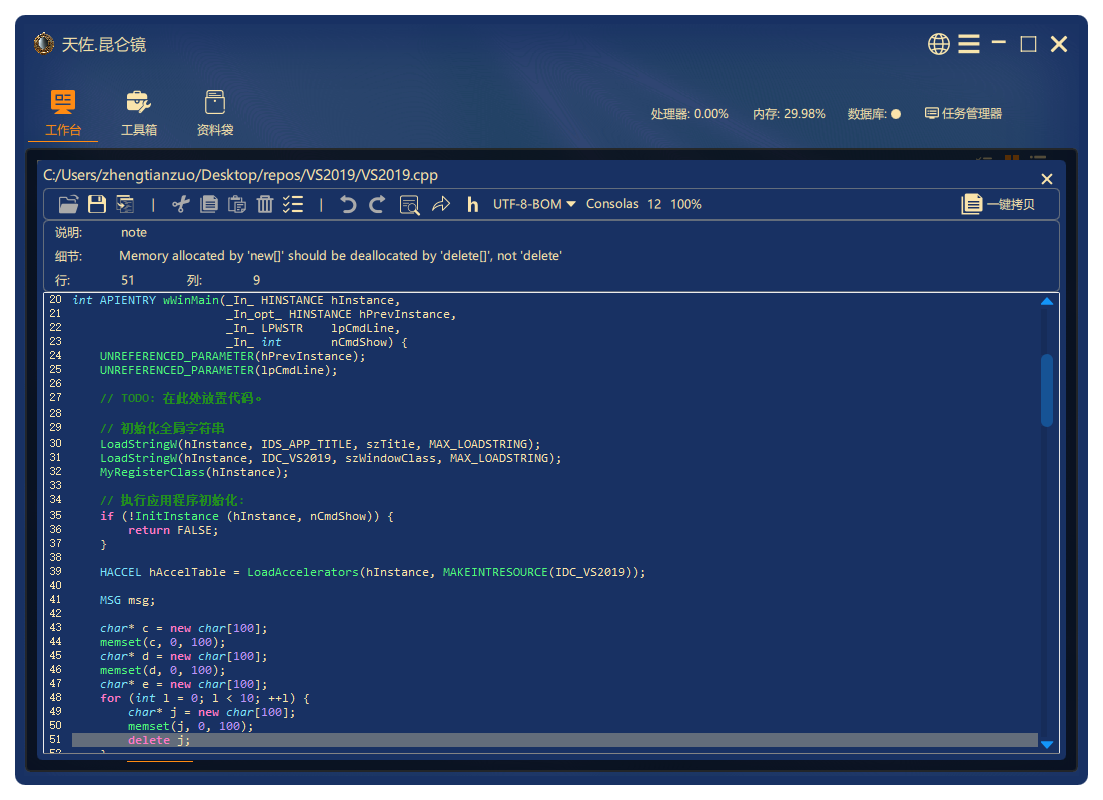 天佐.昆仑镜
工作台 工具箱 资料袋 处理器: 0.00% 内存: 29.98% 数据库: 任务管理器
C:/Users/zhengtianzuo/Desktop/repos/VS2019/VS2019.cpp
h UTF-8-BOM Consolas 12 100% 一键拷贝
说明: note
细节: Memory allocated by 'new[]' should be deallocated by 'delete[]', not 'delete'
行: 51 列: 9
20 int APIENTRY wWinMain(_In_ HINSTANCE hInstance,
21 _In_opt_ HINSTANCE hPrevInstance,
22 _In_ LPWSTR lpCmdLine,
23 _In_ int nCmdShow) {
24 UNREFERENCED_PARAMETER(hPrevInstance);
25 UNREFERENCED_PARAMETER(lpCmdLine);
26
27 // TODO: 在此处放置代码。
28
29 // 初始化全局字符串
30 LoadStringW(hInstance, IDS_APP_TITLE, szTitle, MAX_LOADSTRING);
31 LoadStringW(hInstance, IDC_VS2019, szWindowClass, MAX_LOADSTRING);
32 MyRegisterClass(hInstance);
33
34 // 执行应用程序初始化:
35 if (!InitInstance (hInstance, nCmdShow)) {
36 return FALSE;
37 }
38
39 HACCEL hAccelTable = LoadAccelerators(hInstance, MAKEINTRESOURCE(IDC_VS2019));
40
41 MSG msg;
42
43 char* c = new char[100];
44 memset(c, 0, 100);
45 char* d = new char[100];
46 memset(d, 0, 100);
47 char* e = new char[100];
48 for (int l = 0; l < 10; ++l) {
49 char* j = new char[100];
50 memset(j, 0, 100);
51 delete j;
52 }